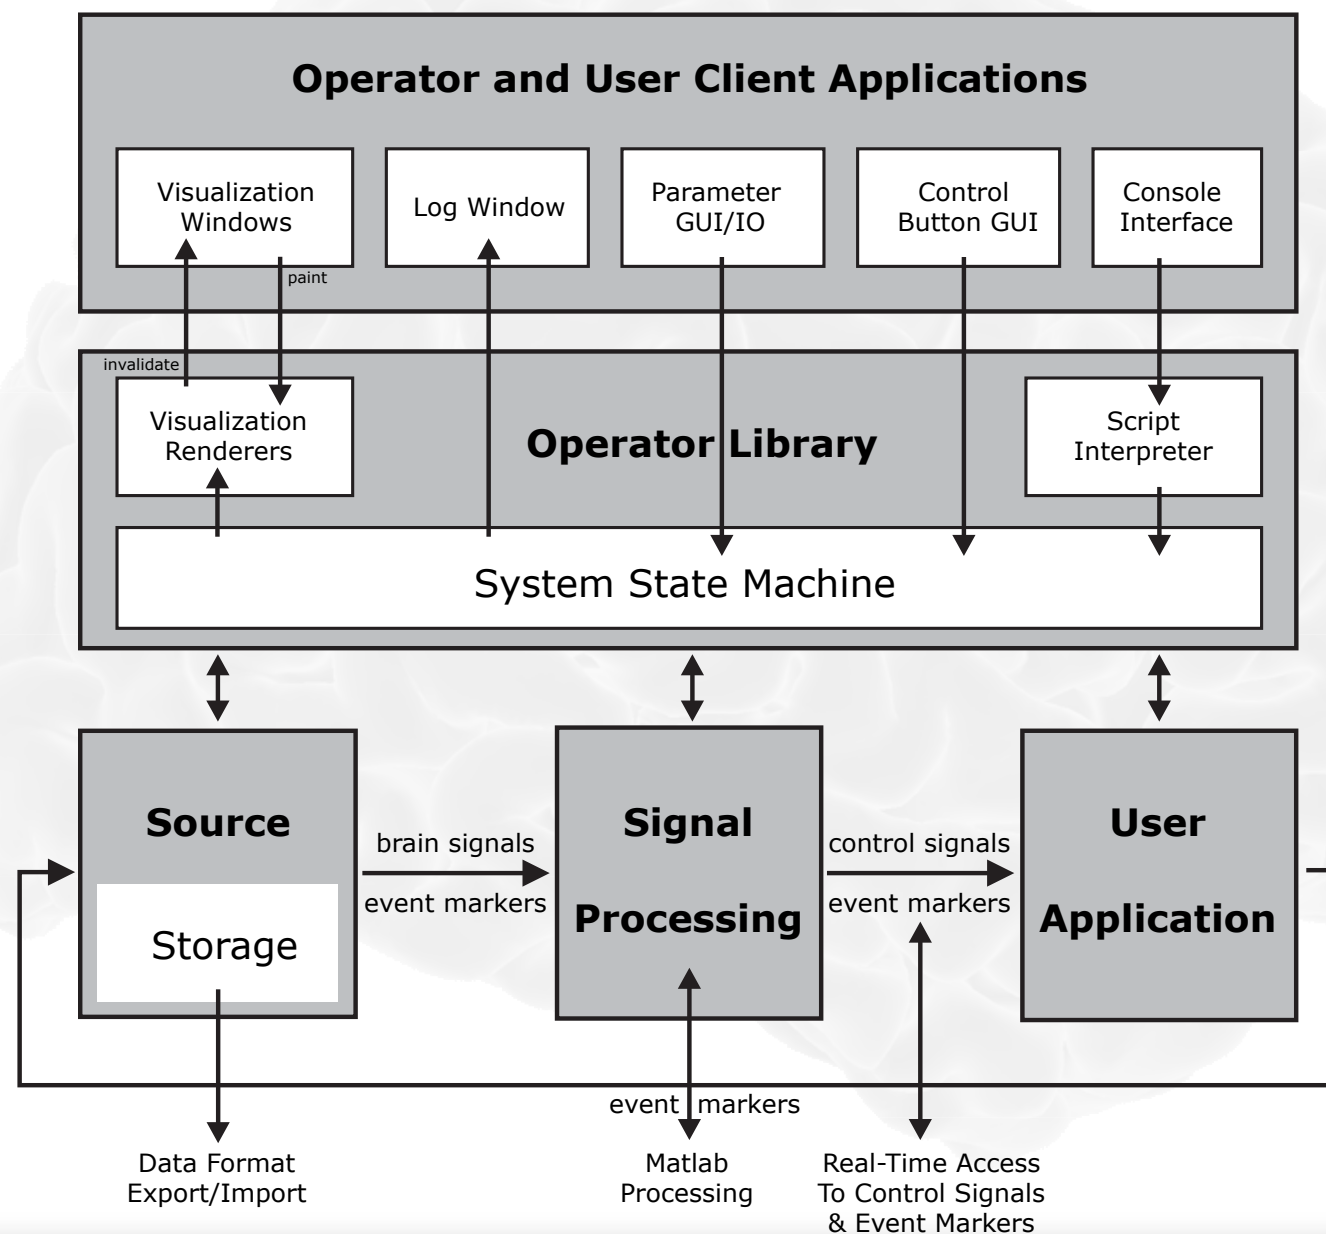 Operator and User Client Applications
Visualization
Windows
Log Window
Parameter
GUI/IO
Control
Button GUI
Console
Interface
paint
invalidate
Visualization
Renderers
Operator Library
Script
Interpreter
System State Machine
Source
Storage
brain signals
event markers
Signal
Processing
control signals
event markers
User
Application
event markers
Data Format
Export/Import
Matlab
Processing
Real-Time Access
To Control Signals
& Event Markers